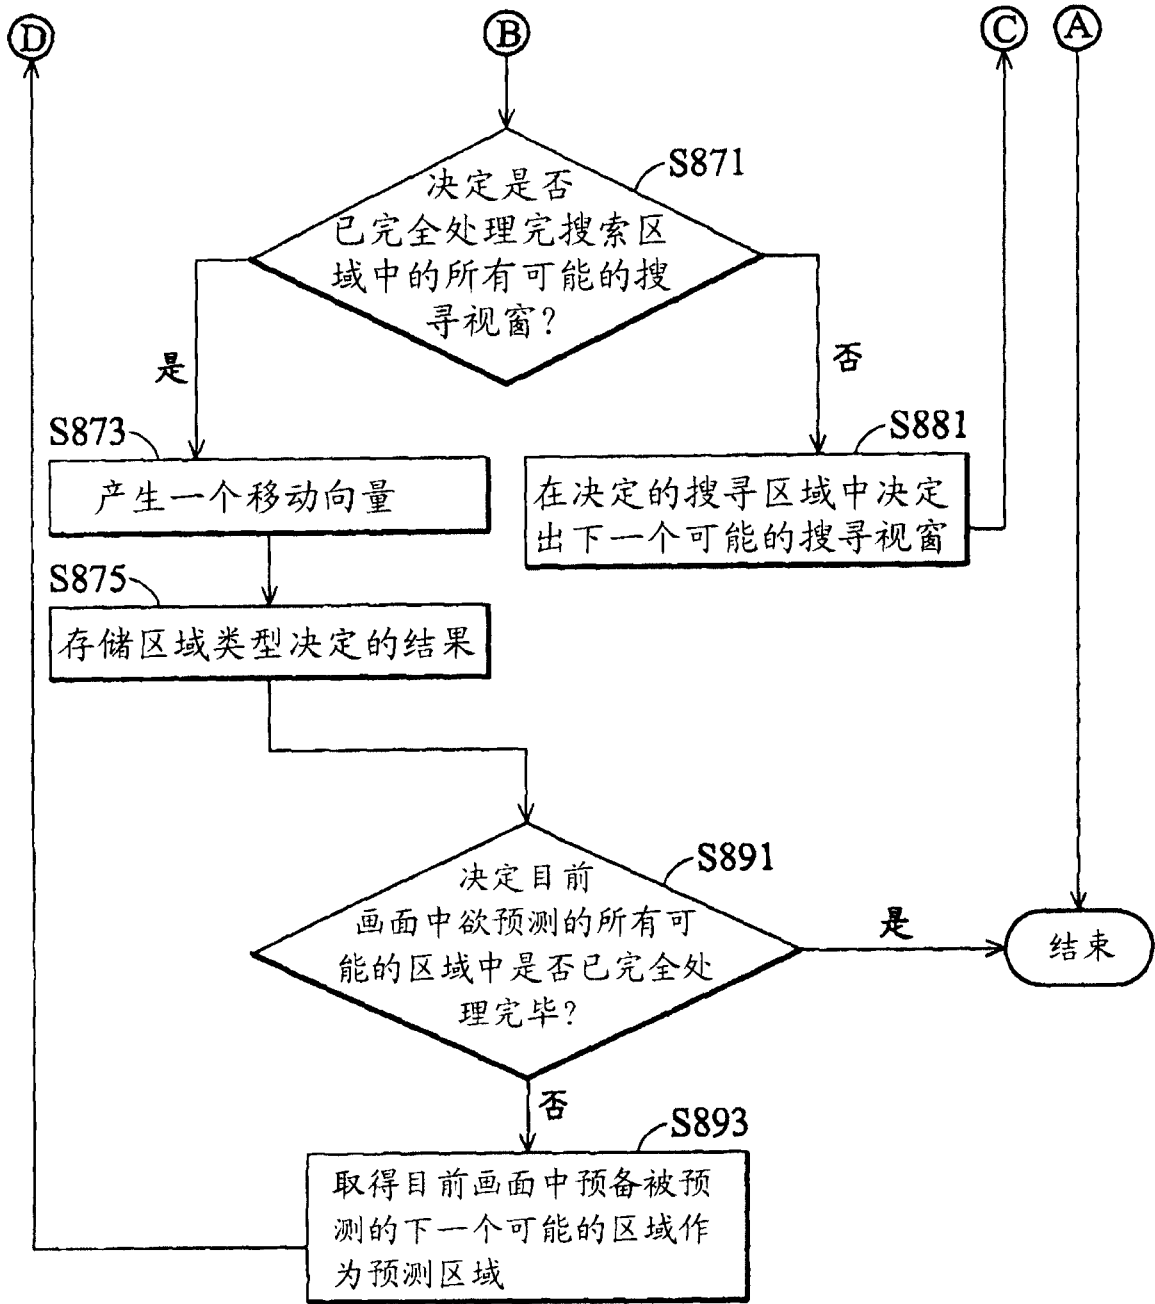 D
B
C
A
S871
决定是否
已完全处理完搜索区
域中的所有可能的搜
寻视窗?
是
否
S873
产生一个移动向量
S881
在决定的搜寻区域中决定
出下一个可能的搜寻视窗
S875
存储区域类型决定的结果
S891
决定目前
画面中欲预测的所有可
能的区域中是否已完全处
理完毕?
是
结束
否
S893
取得目前画面中预备被预
测的下一个可能的区域作
为预测区域